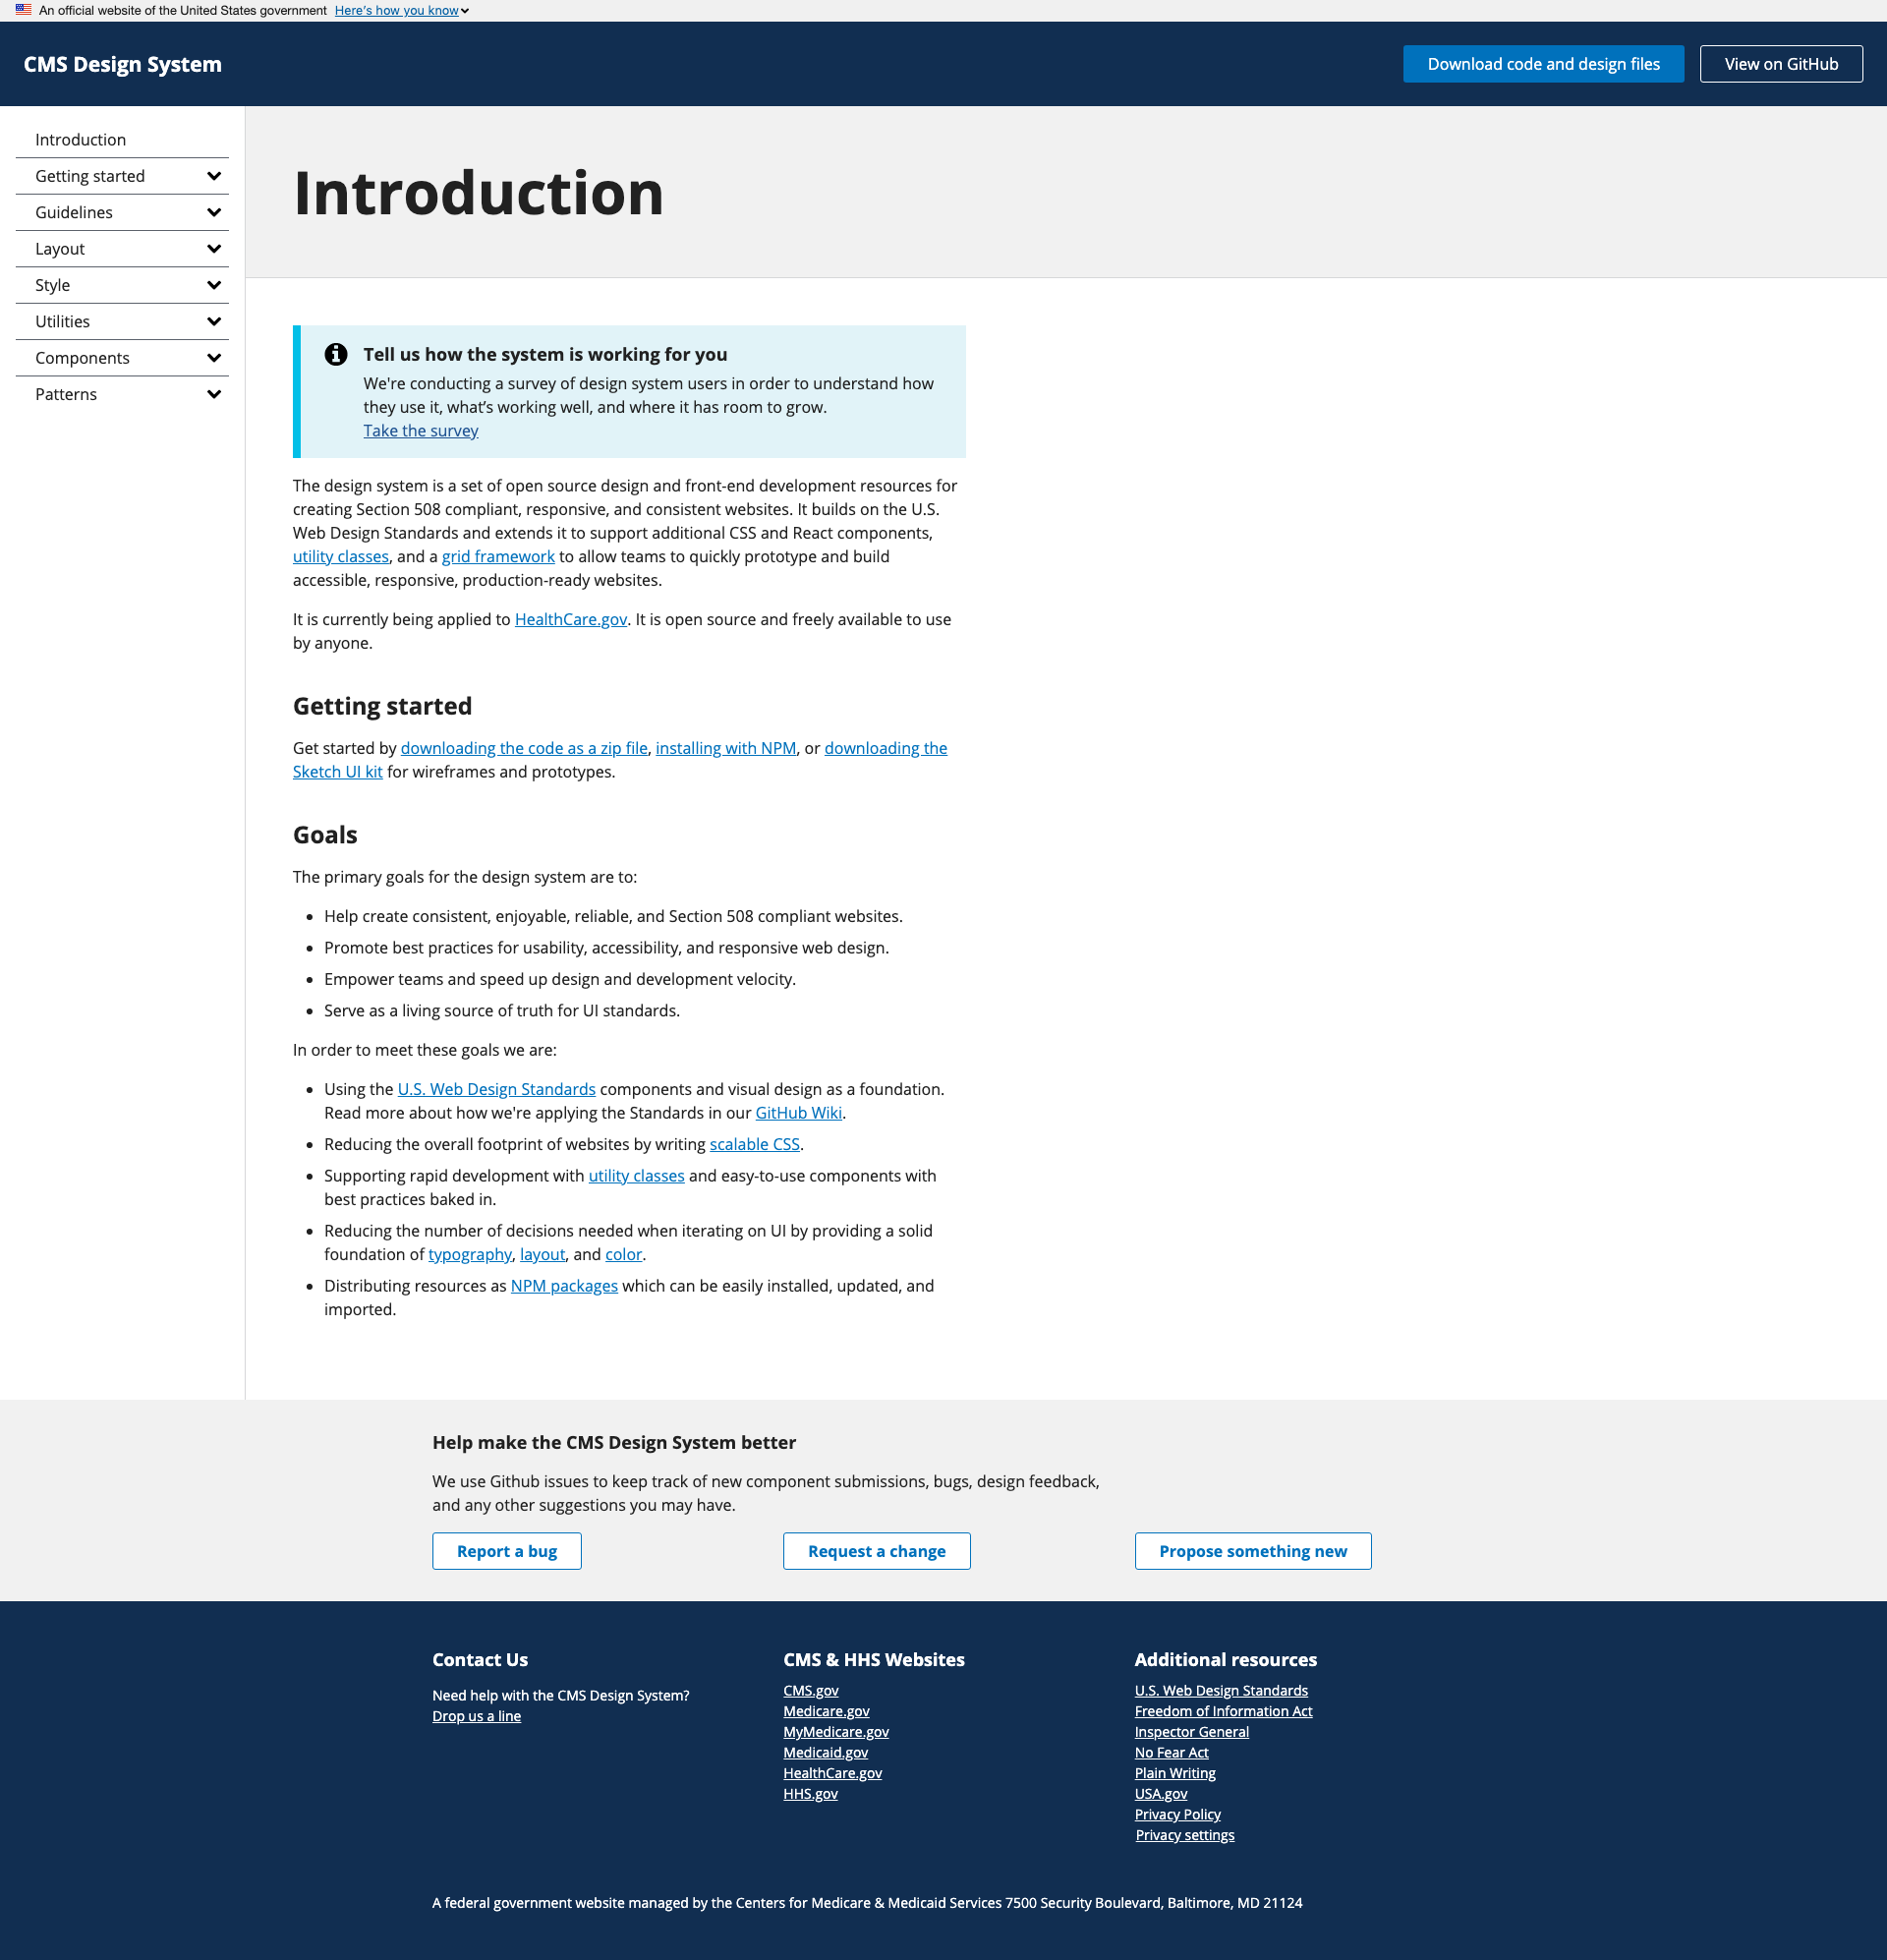 An official website of the United States government Here's how you know
CMS Design System
Download code and design files
View on GitHub
Introduction
Getting started
Guidelines
Layout
Style
Utilities
Components
Patterns
Introduction
Tell us how the system is working for you
We're conducting a survey of design system users in order to understand how
they use it, what’s working well, and where it has room to grow.
Take the survey
The design system is a set of open source design and front-end development resources for
creating Section 508 compliant, responsive, and consistent websites. It builds on the U.S.
Web Design Standards and extends it to support additional CSS and React components,
utility classes, and a grid framework to allow teams to quickly prototype and build
accessible, responsive, production-ready websites.
It is currently being applied to HealthCare.gov. It is open source and freely available to use
by anyone.
Getting started
Get started by downloading the code as a zip file, installing with NPM, or downloading the
Sketch UI kit for wireframes and prototypes.
Goals
The primary goals for the design system are to:
• Help create consistent, enjoyable, reliable, and Section 508 compliant websites.
• Promote best practices for usability, accessibility, and responsive web design.
• Empower teams and speed up design and development velocity.
• Serve as a living source of truth for UI standards.
In order to meet these goals we are:
• Using the U.S. Web Design Standards components and visual design as a foundation.
Read more about how we're applying the Standards in our GitHub Wiki.
• Reducing the overall footprint of websites by writing scalable CSS.
• Supporting rapid development with utility classes and easy-to-use components with
best practices baked in.
• Reducing the number of decisions needed when iterating on UI by providing a solid
foundation of typography, layout, and color.
• Distributing resources as NPM packages which can be easily installed, updated, and
imported.
Help make the CMS Design System better
We use Github issues to keep track of new component submissions, bugs, design feedback,
and any other suggestions you may have.
Report a bug
Request a change
Propose something new
Contact Us
Need help with the CMS Design System?
Drop us a line
CMS & HHS Websites
CMS.gov
Medicare.gov
MyMedicare.gov
Medicaid.gov
HealthCare.gov
HHS.gov
Additional resources
U.S. Web Design Standards
Freedom of Information Act
Inspector General
No Fear Act
Plain Writing
USA.gov
Privacy Policy
Privacy settings
A federal government website managed by the Centers for Medicare & Medicaid Services 7500 Security Boulevard, Baltimore, MD 21124